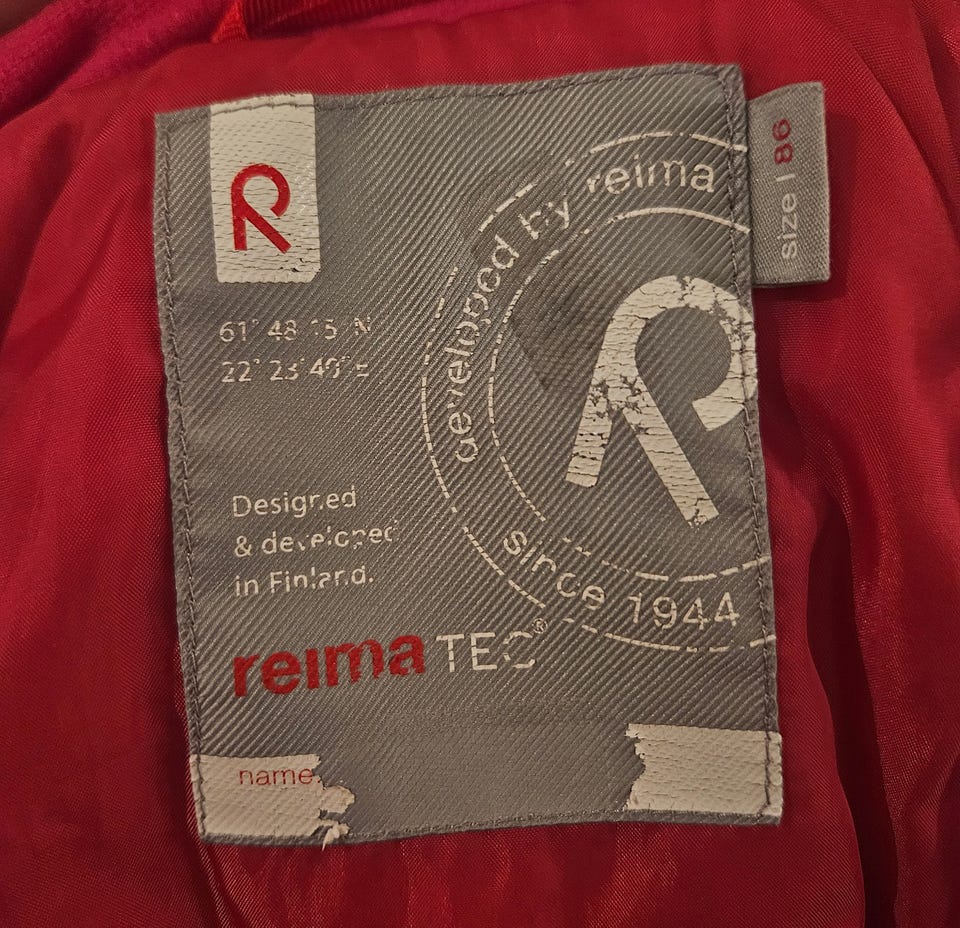 developed by reima
size | 86
61° 48' 15" N
22° 23' 40" E
Designed
& developed
in Finland.
since 1944
reima TEC®
name